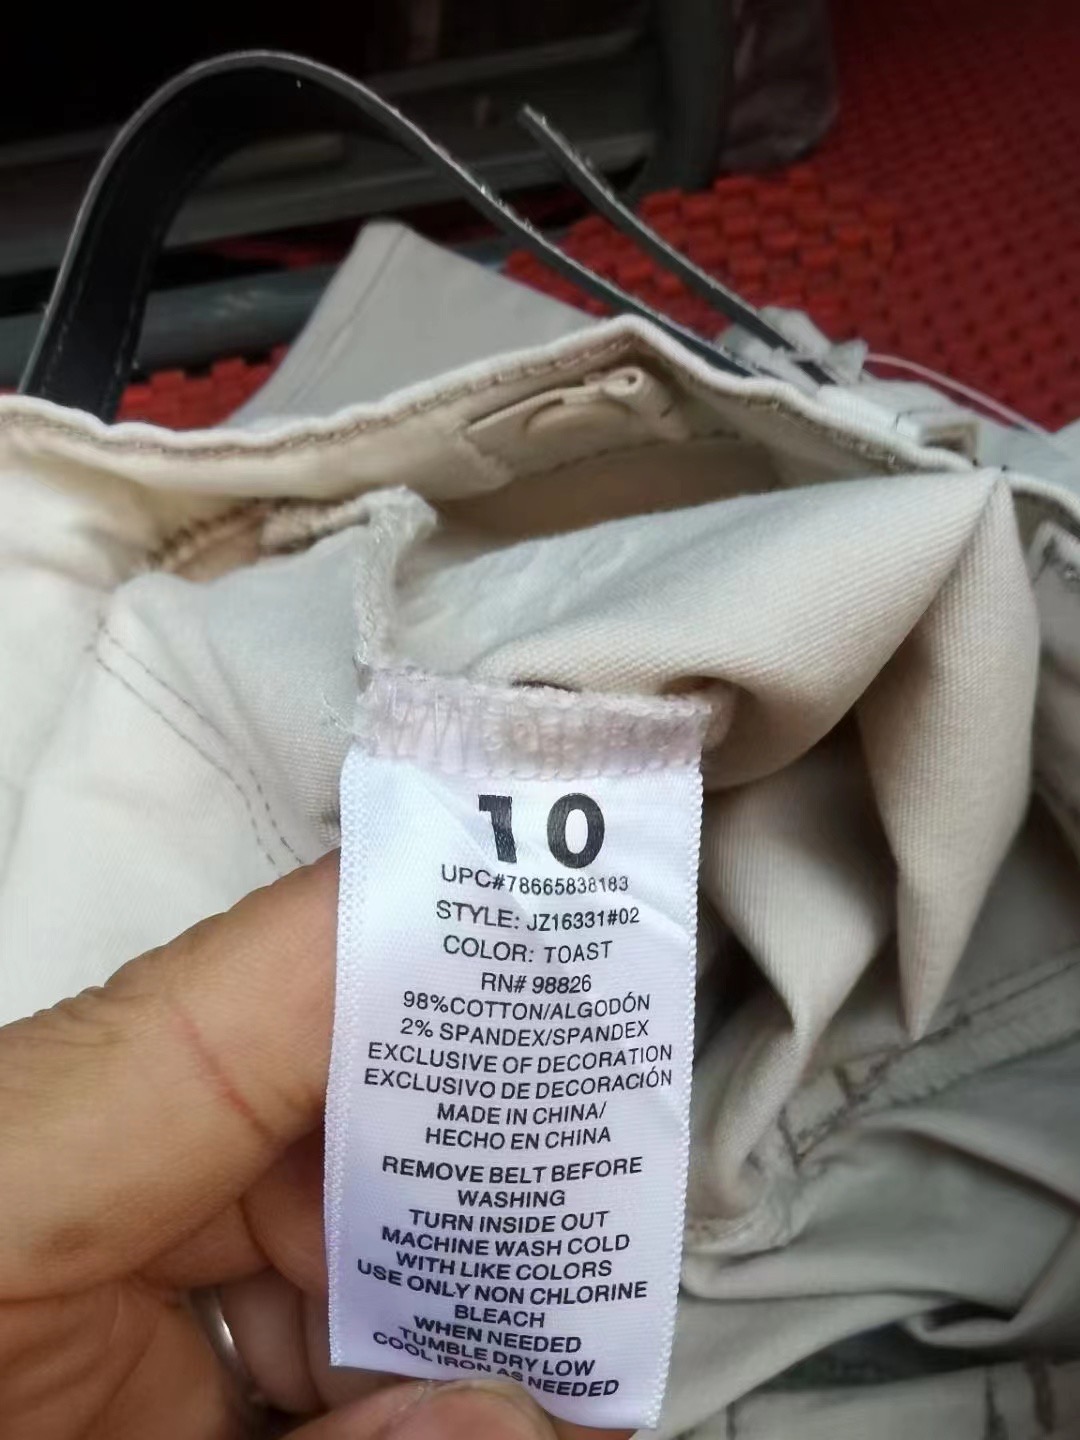 10
UPC#78665838183
STYLE: JZ16331#02
COLOR: TOAST
RN# 98826
98%COTTON/ALGODÓN
2% SPANDEX/SPANDEX
EXCLUSIVE OF DECORATION
EXCLUSIVO DE DECORACIÓN
MADE IN CHINA/
HECHO EN CHINA
REMOVE BELT BEFORE
WASHING
TURN INSIDE OUT
MACHINE WASH COLD
WITH LIKE COLORS
USE ONLY NON CHLORINE
BLEACH
WHEN NEEDED
TUMBLE DRY LOW
COOL IRON AS NEEDED